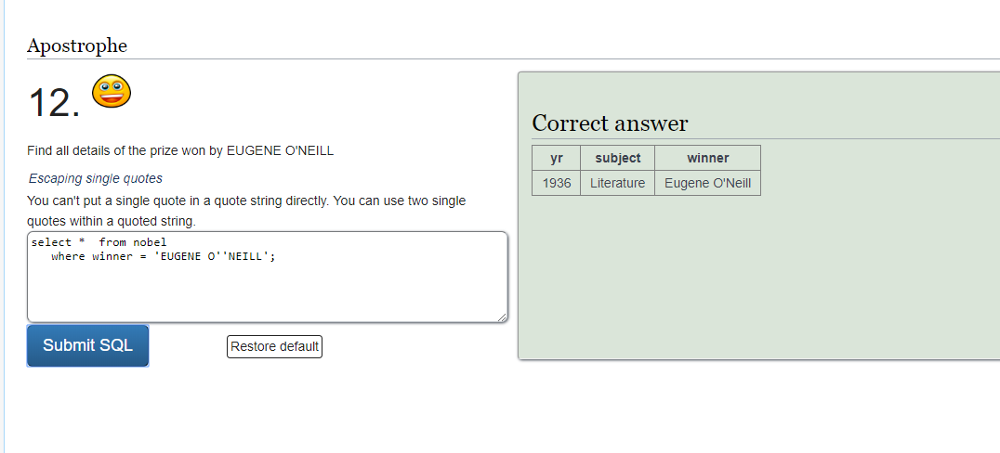 Apostrophe
12.
Find all details of the prize won by EUGENE O'NEILL
Escaping single quotes
You can't put a single quote in a quote string directly. You can use two single
quotes within a quoted string.
select *  from nobel
   where winner = 'EUGENE O''NEILL';
Submit SQL
Restore default
Correct answer
yr subject winner
1936 Literature Eugene O'Neill